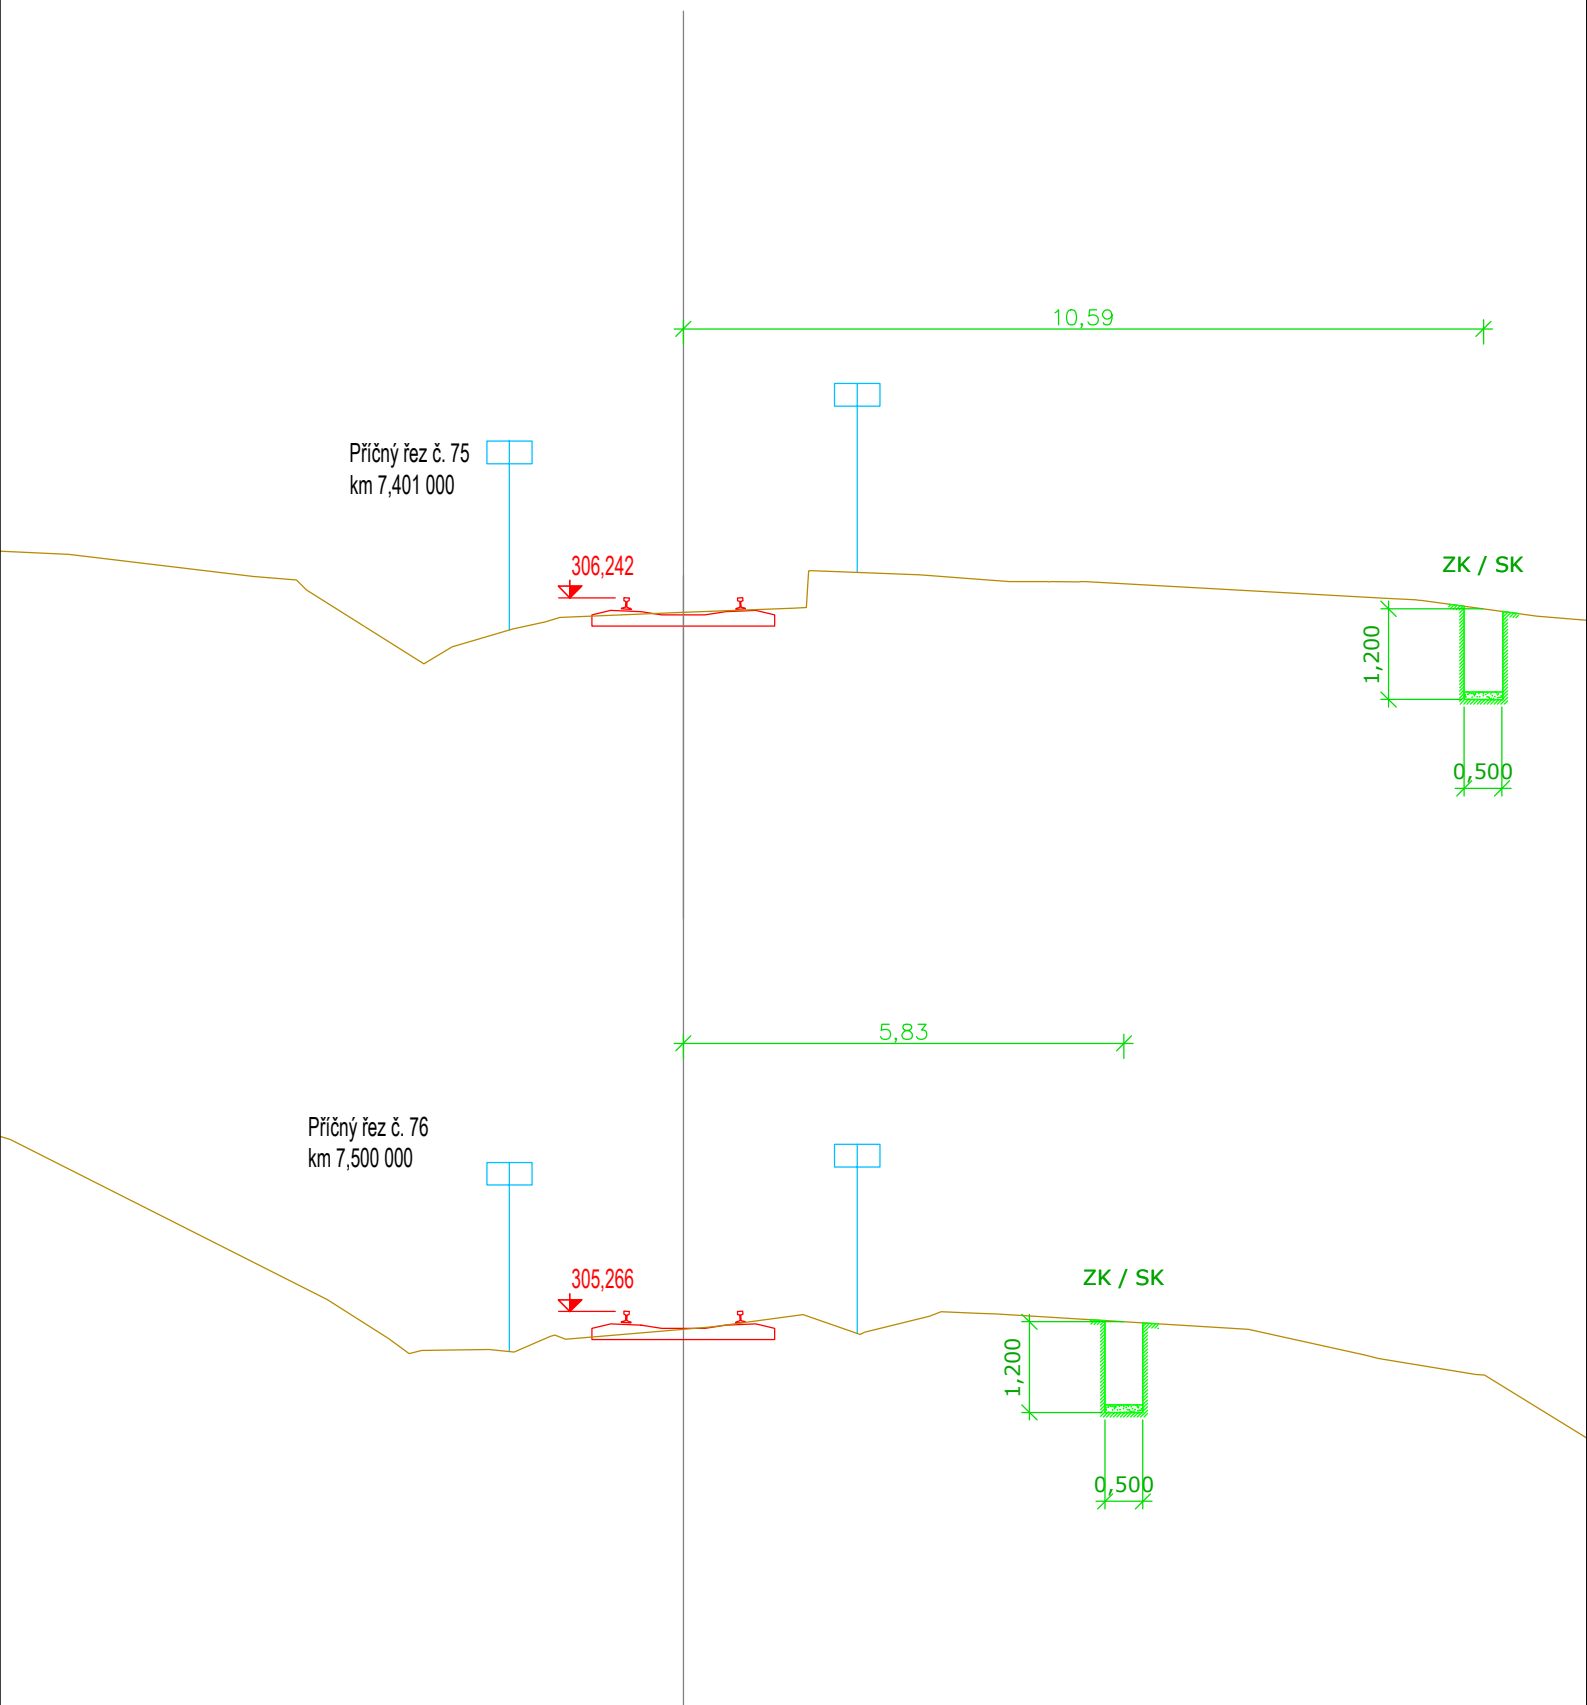 10,59
Příčný řez č. 75
km 7,401 000
306,242
ZK / SK
1,200
0,500
5,83
Příčný řez č. 76
km 7,500 000
305,266
ZK / SK
1,200
0,500